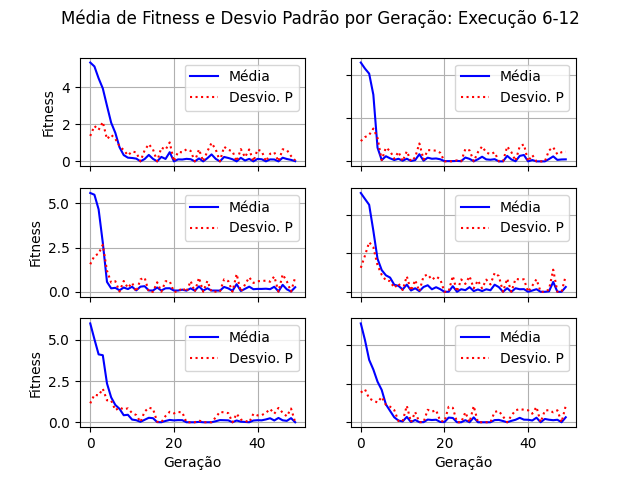 Média de Fitness e Desvio Padrão por Geração: Execução 6-12
Fitness
4
2
0
Média
Desvio. P
Média
Desvio. P
Fitness
5.0
2.5
0.0
Média
Desvio. P
Média
Desvio. P
Fitness
5.0
2.5
0.0
Média
Desvio. P
0
20
40
Geração
Média
Desvio. P
0
20
40
Geração